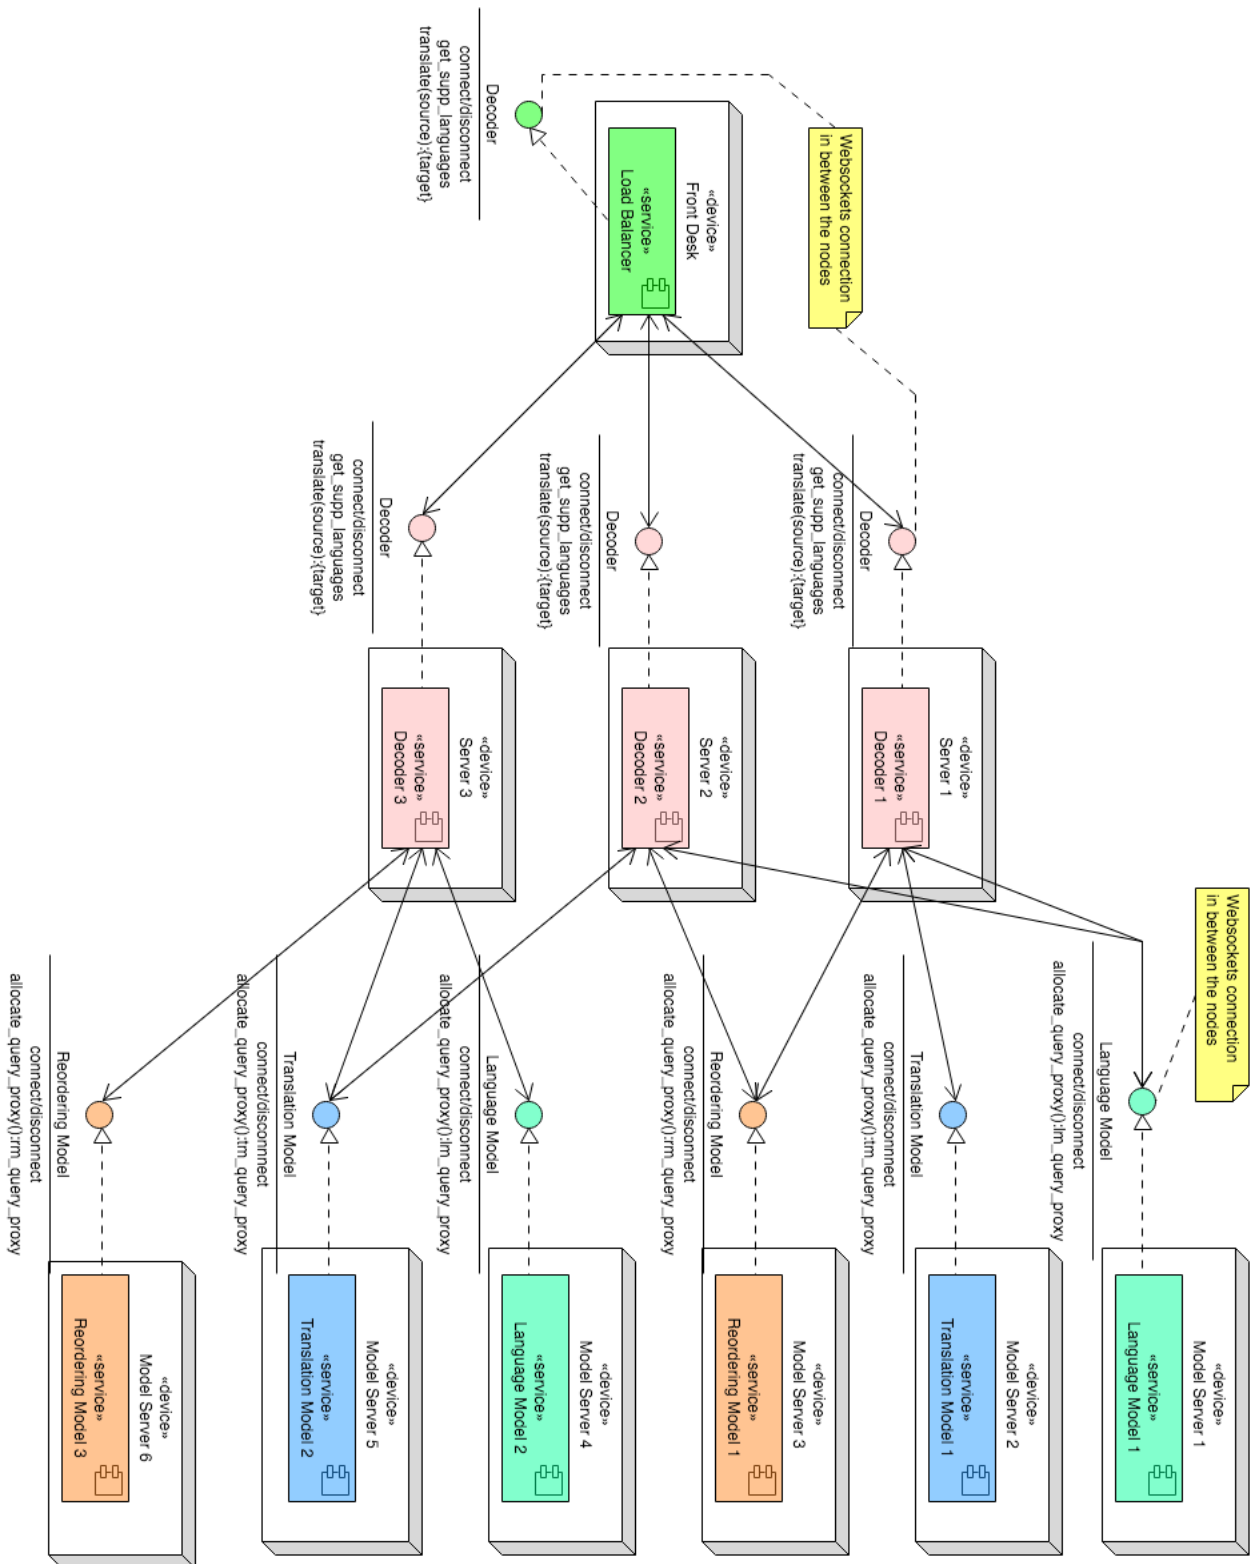 Websockets connection
in between the nodes
«device»
Model Server 1
«service»
Language Model 1
Language Model
connect/disconnect
allocate_query_proxy():lm_query_proxy
«device»
Model Server 2
«service»
Translation Model 1
Translation Model
connect/disconnnect
allocate_query_proxy():tm_query_proxy
«device»
Server 1
«service»
Decoder 1
Decoder
connect/disconnect
get_supp_languages
translate(source):{target}
Websockets connection
in between the nodes
«device»
Model Server 3
«service»
Reordering Model 1
Reordering Model
connect/disconnect
allocate_query_proxy():rm_query_proxy
«device»
Front Desk
«service»
Load Balancer
«device»
Server 2
«service»
Decoder 2
Decoder
connect/disconnect
get_supp_languages
translate(source):{target}
«device»
Model Server 4
«service»
Language Model 2
Language Model
connect/disconnect
allocate_query_proxy():lm_query_proxy
Decoder
connect/disconnect
get_supp_languages
translate(source):{target}
«device»
Server 3
«service»
Decoder 3
Decoder
connect/disconnect
get_supp_languages
translate(source):{target}
«device»
Model Server 5
«service»
Translation Model 2
Translation Model
connect/disconnnect
allocate_query_proxy():tm_query_proxy
«device»
Model Server 6
«service»
Reordering Model 3
Reordering Model
connect/disconnect
allocate_query_proxy():rm_query_proxy